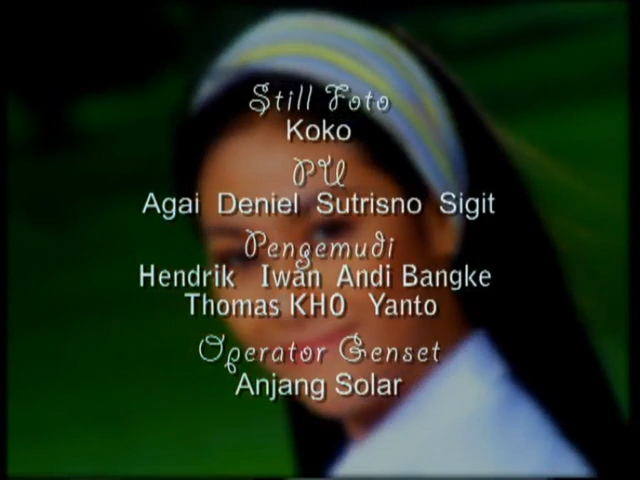 Still Foto
Koko
PU
Agai Deniel Sutrisno Sigit
Pengemudi
Hendrik Iwan Andi Bangke
Thomas KHO Yanto
Operator Genset
Anjang Solar